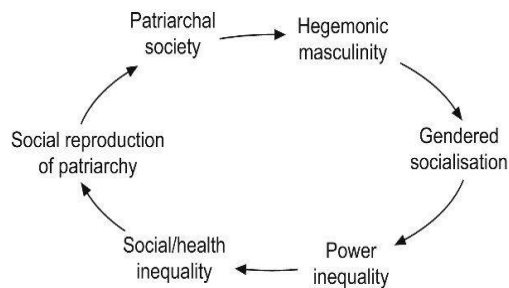 Patriarchal
society
Hegemonic
masculinity
Gendered
socialisation
Power
inequality
Social/health
inequality
Social reproduction
of patriarchy